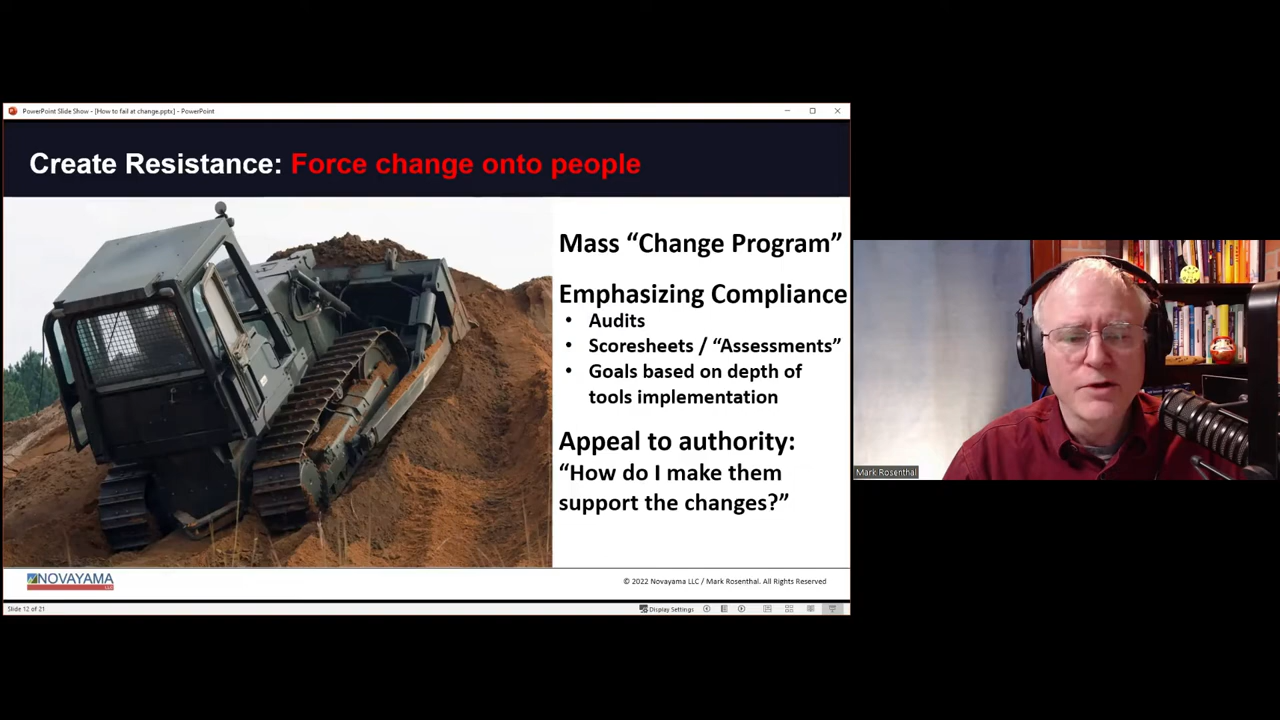 PowerPoint Slide Show - [How to fail at change.pptx] - PowerPoint
Create Resistance: Force change onto people
Mass “Change Program”
Emphasizing Compliance
• Audits
• Scoresheets / “Assessments”
• Goals based on depth of
tools implementation
Appeal to authority:
“How do I make them
support the changes?”
NOVAYAMA
LLC
© 2022 Novayama LLC / Mark Rosenthal. All Rights Reserved
Slide 12 of 21
Display Settings
Mark Rosenthal